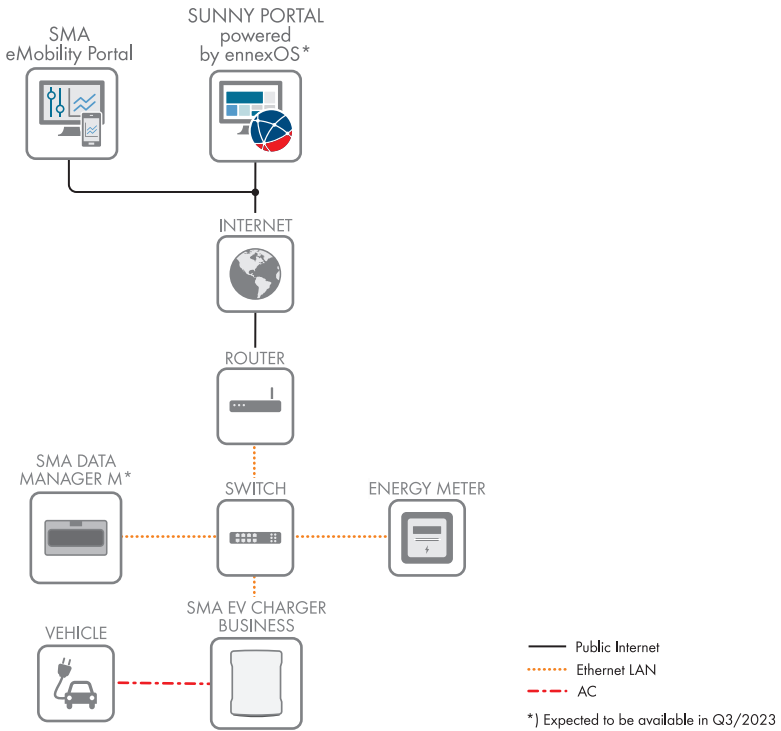 SMA
eMobility Portal
SUNNY PORTAL
powered
by ennexOS*
INTERNET
ROUTER
SMA DATA
MANAGER M*
SWITCH
ENERGY METER
SMA EV CHARGER
BUSINESS
VEHICLE
Public Internet
Ethernet LAN
AC
*) Expected to be available in Q3/2023